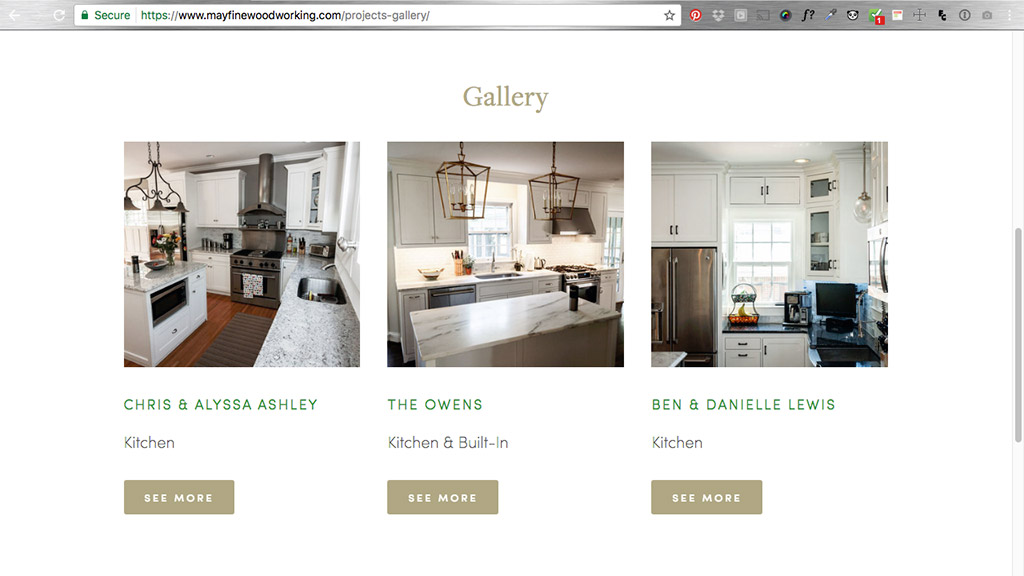 Secure https://www.mayfinewoodworking.com/projects-gallery/
f?
1
Gallery
CHRIS & ALYSSA ASHLEY
THE OWENS
BEN & DANIELLE LEWIS
Kitchen
Kitchen & Built-In
Kitchen
SEE MORE
SEE MORE
SEE MORE